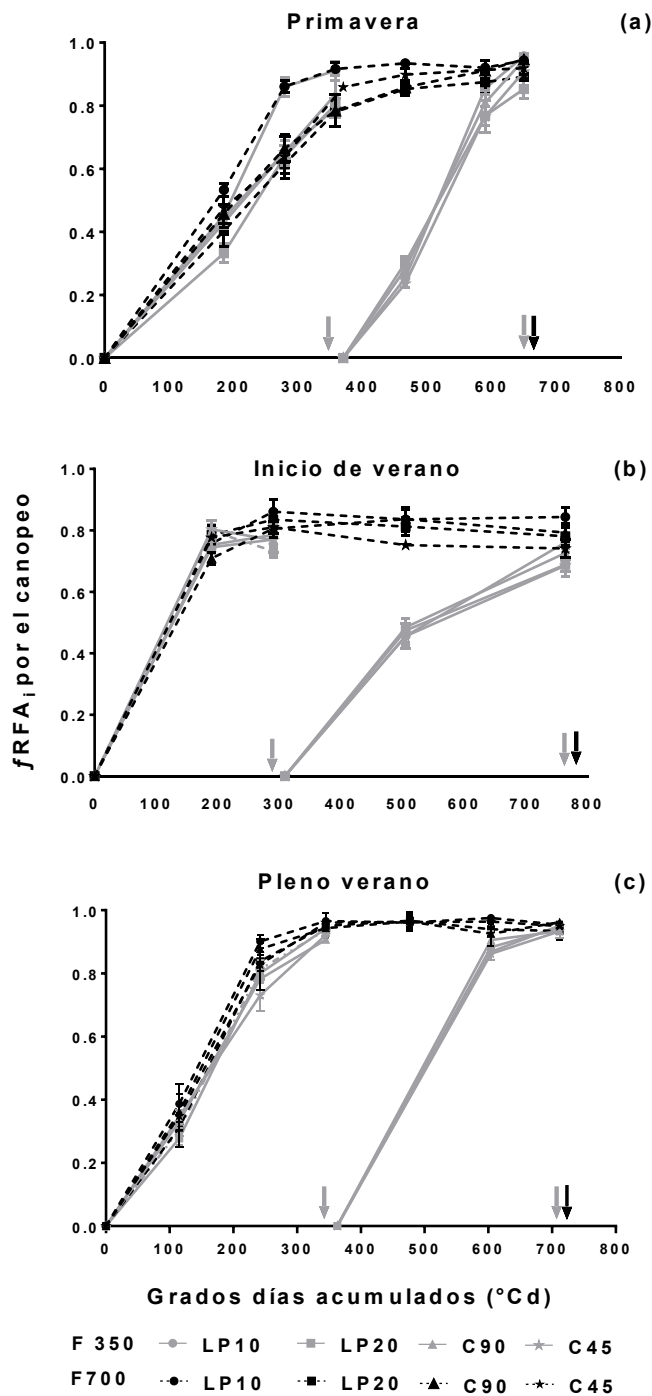 Primavera (a)
1.0
0.8
0.6
0.4
0.2
0.0
0 100 200 300 400 500 600 700 800
Inicio de verano (b)
1.0
0.8
0.6
0.4
0.2
0.0
0 100 200 300 400 500 600 700 800
fRFAi por el canopeo
Pleno verano (c)
1.0
0.8
0.6
0.4
0.2
0.0
0 100 200 300 400 500 600 700 800
Grados días acumulados (°Cd)
F 350 LP10 LP20 C90 C45
F700 LP10 LP20 C90 C45